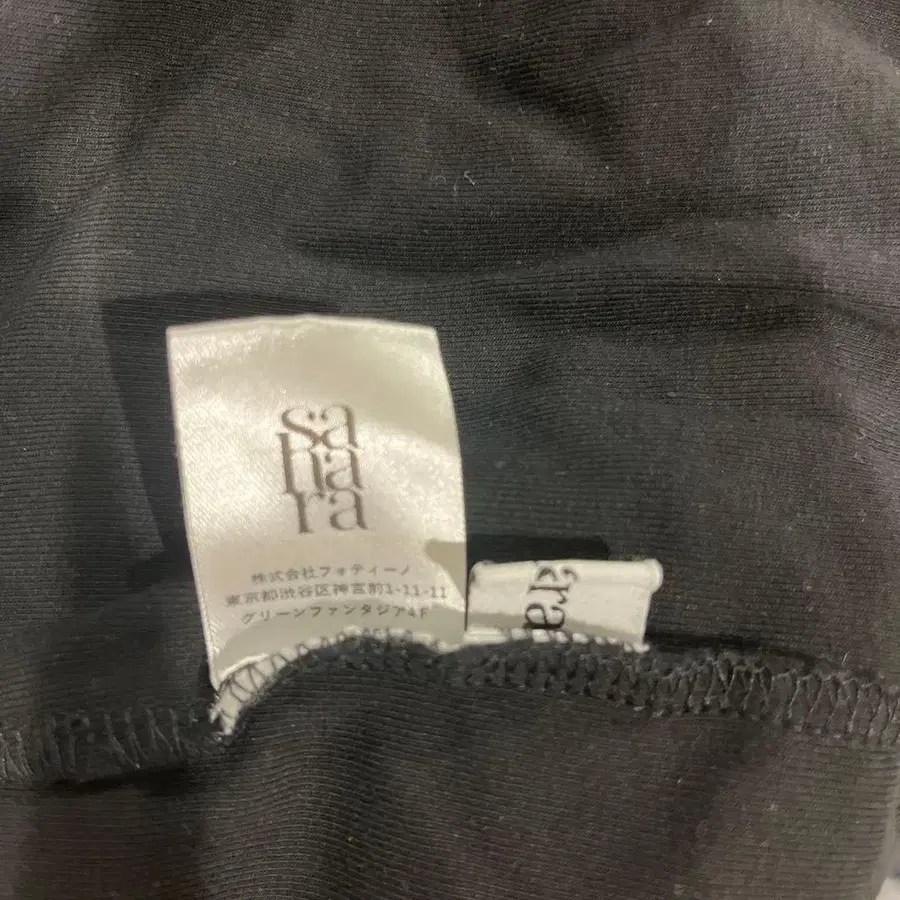 sa
ha
ra
株式会社フォティーノ
東京都渋谷区神宮前1-11-11
グリーンファンタジア4F
ara